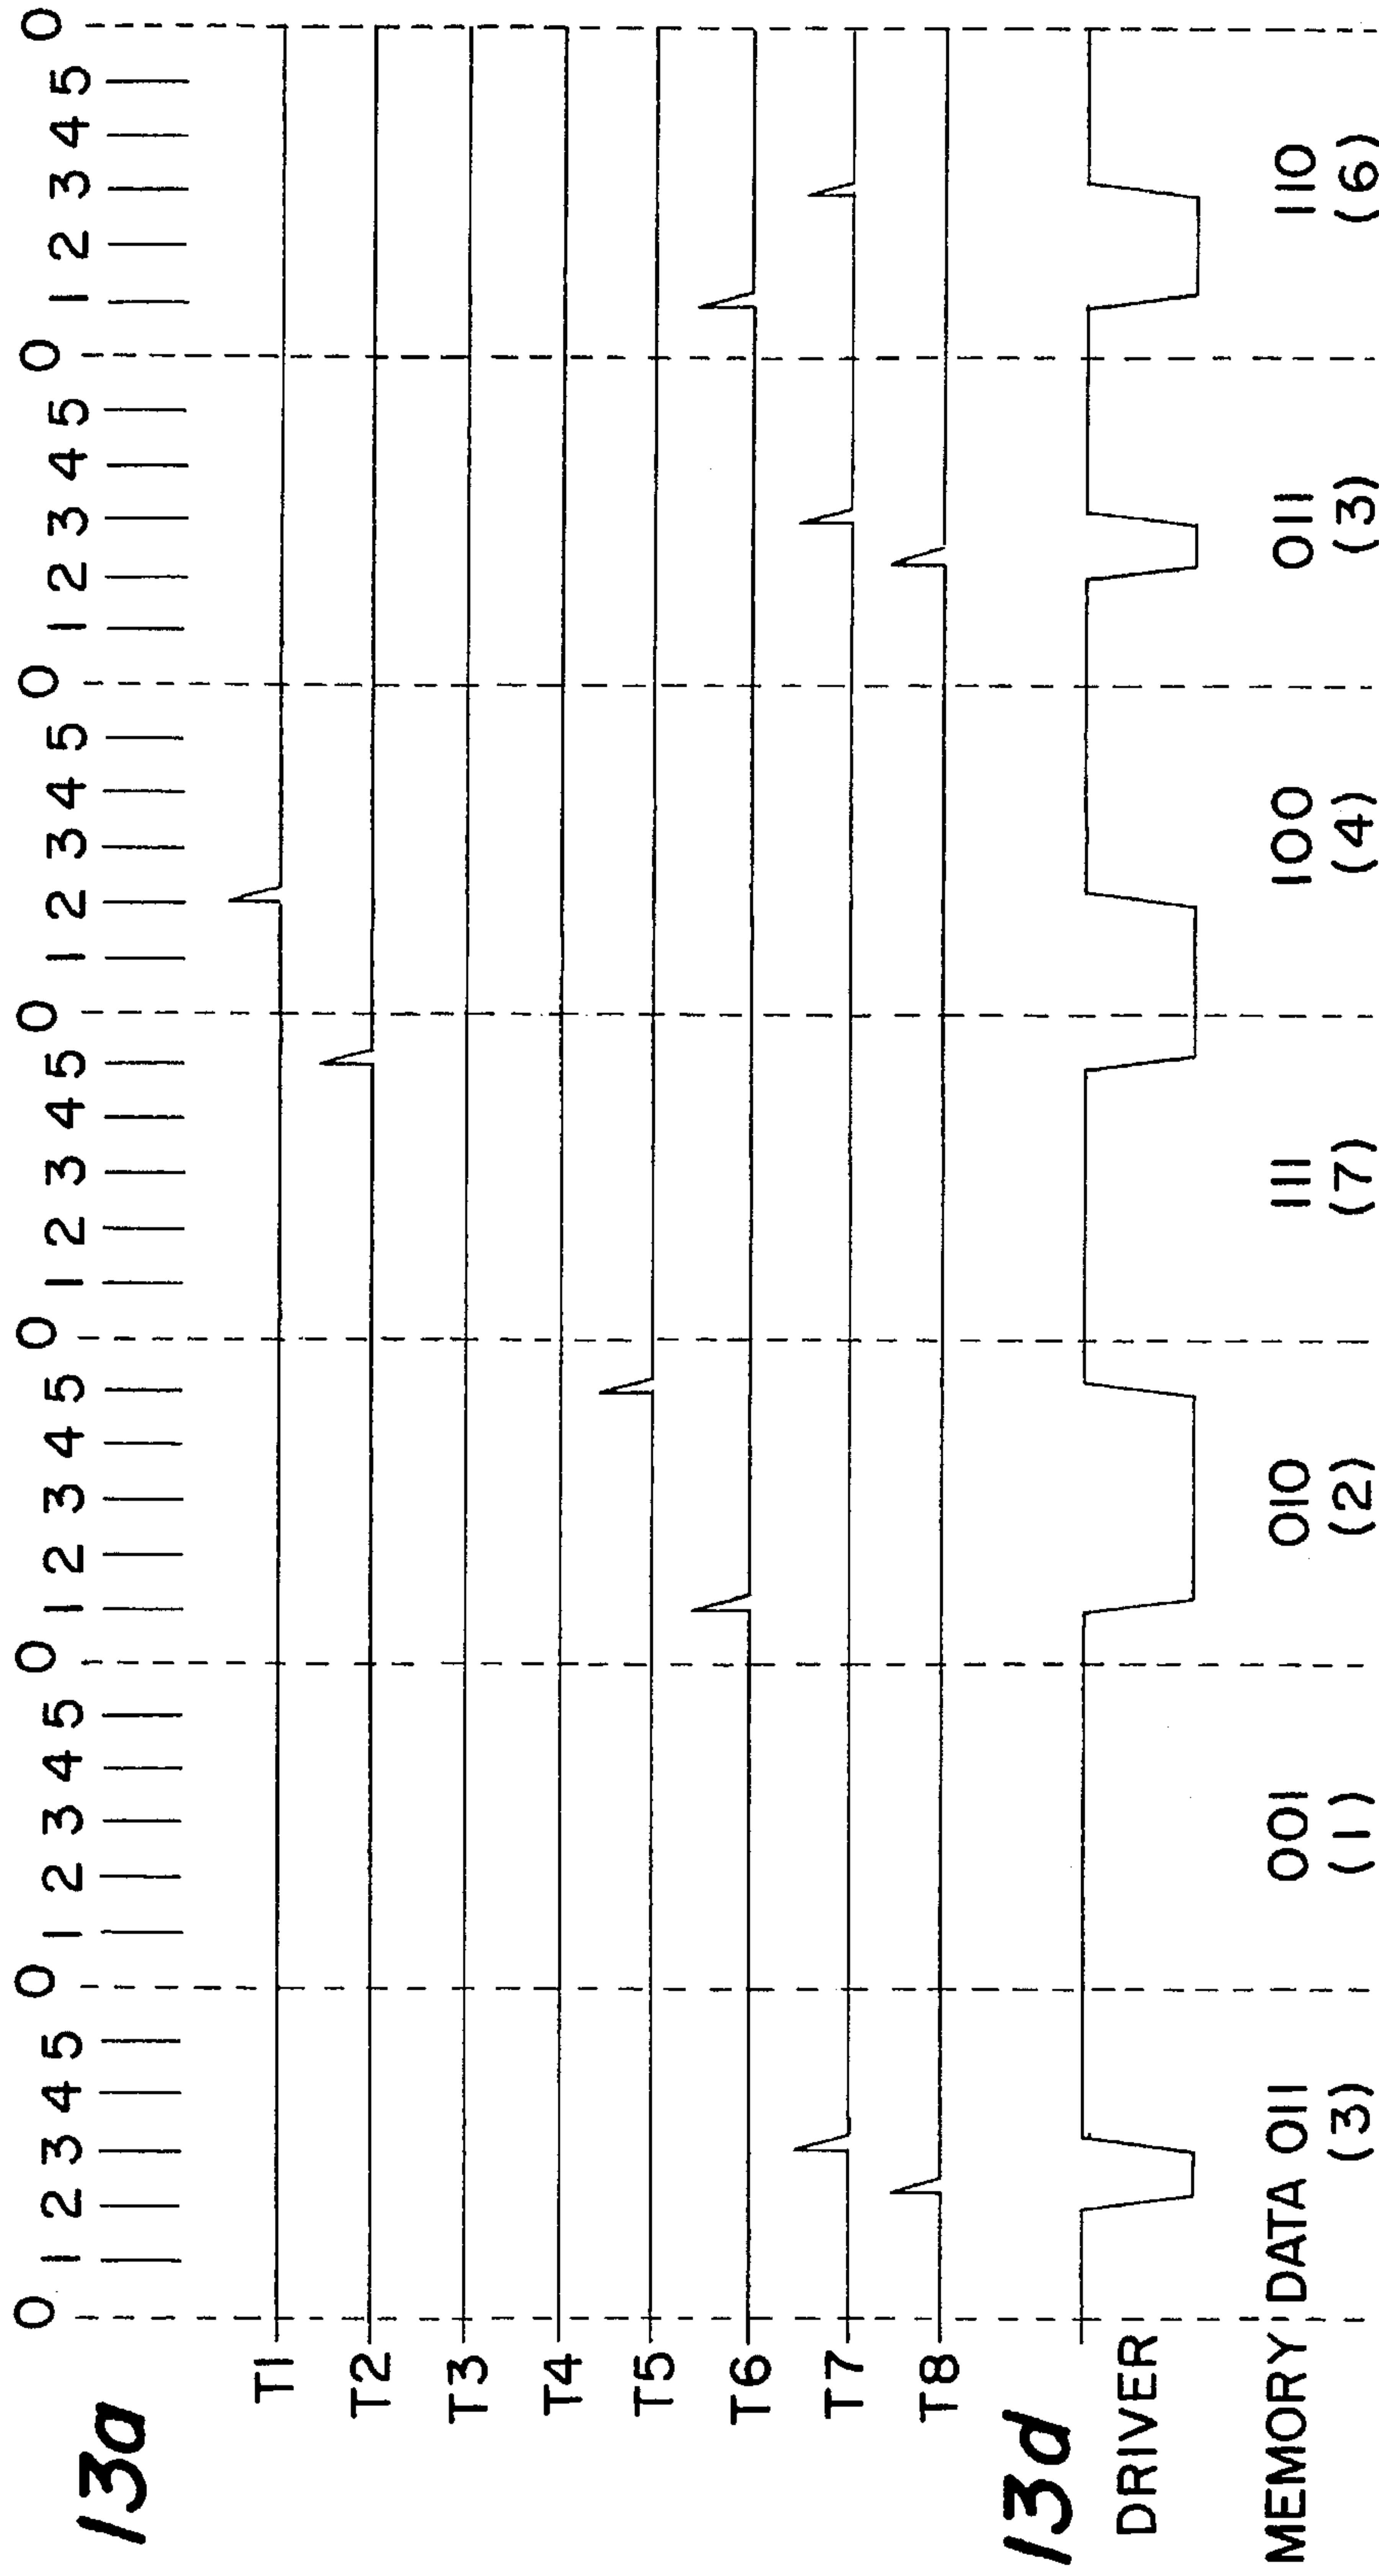 13a
0 1 2 3 4 5 0 1 2 3 4 5 0 1 2 3 4 5 0 1 2 3 4 5 0 1 2 3 4 5 0 1 2 3 4 5 0 1 2 3 4 5 0
T1
T2
T3
T4
T5
T6
T7
T8
13d
DRIVER
MEMORY DATA 011 001 010 111 100 011 110
(3) (1) (2) (7) (4) (3) (6)